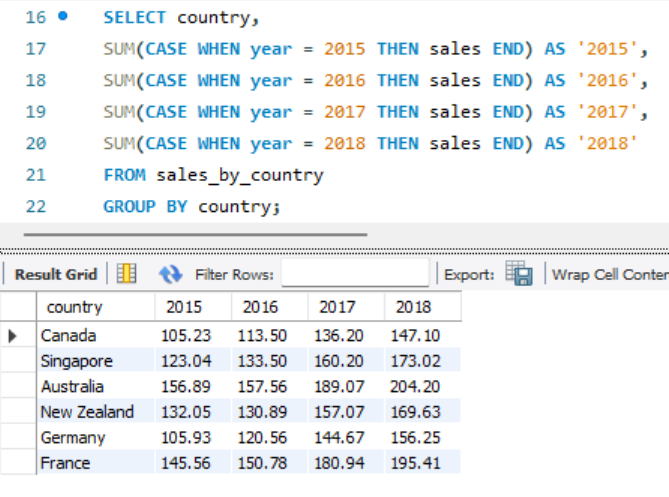 16 SELECT country,
17 SUM(CASE WHEN year = 2015 THEN sales END) AS '2015',
18 SUM(CASE WHEN year = 2016 THEN sales END) AS '2016',
19 SUM(CASE WHEN year = 2017 THEN sales END) AS '2017',
20 SUM(CASE WHEN year = 2018 THEN sales END) AS '2018'
21 FROM sales_by_country
22 GROUP BY country;
Result Grid Filter Rows: Export: Wrap Cell Conter
country 2015 2016 2017 2018
Canada 105.23 113.50 136.20 147.10
Singapore 123.04 133.50 160.20 173.02
Australia 156.89 157.56 189.07 204.20
New Zealand 132.05 130.89 157.07 169.63
Germany 105.93 120.56 144.67 156.25
France 145.56 150.78 180.94 195.41